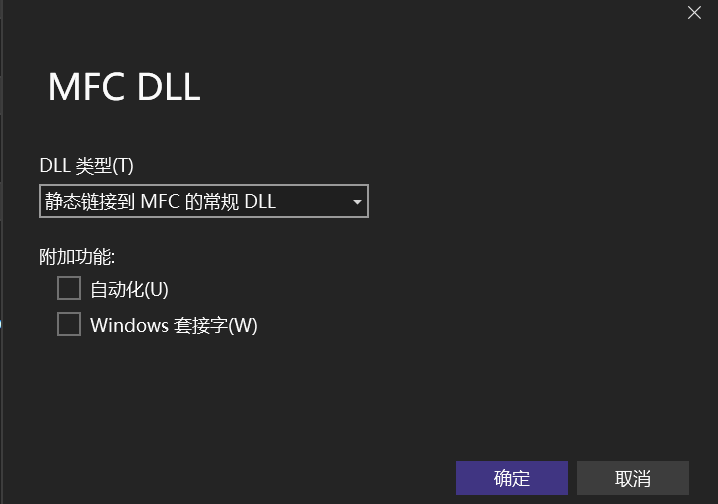 MFC DLL
DLL 类型(T)
静态链接到 MFC 的常规 DLL
附加功能:
自动化(U)
Windows 套接字(W)
确定
取消